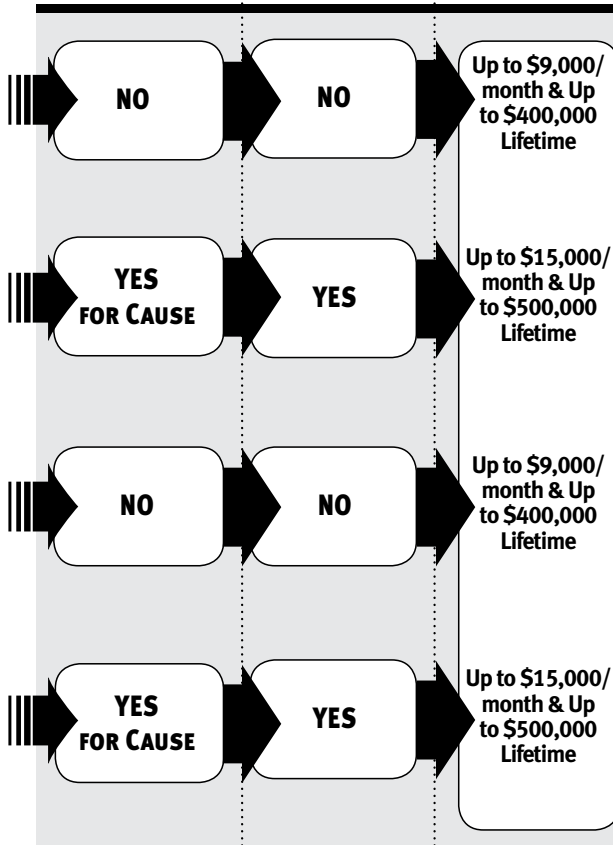 NO
NO
Up to $9,000/
month & Up
to $400,000
Lifetime
YES
FOR CAUSE
YES
Up to $15,000/
month & Up
to $500,000
Lifetime
NO
NO
Up to $9,000/
month & Up
to $400,000
Lifetime
YES
FOR CAUSE
YES
Up to $15,000/
month & Up
to $500,000
Lifetime